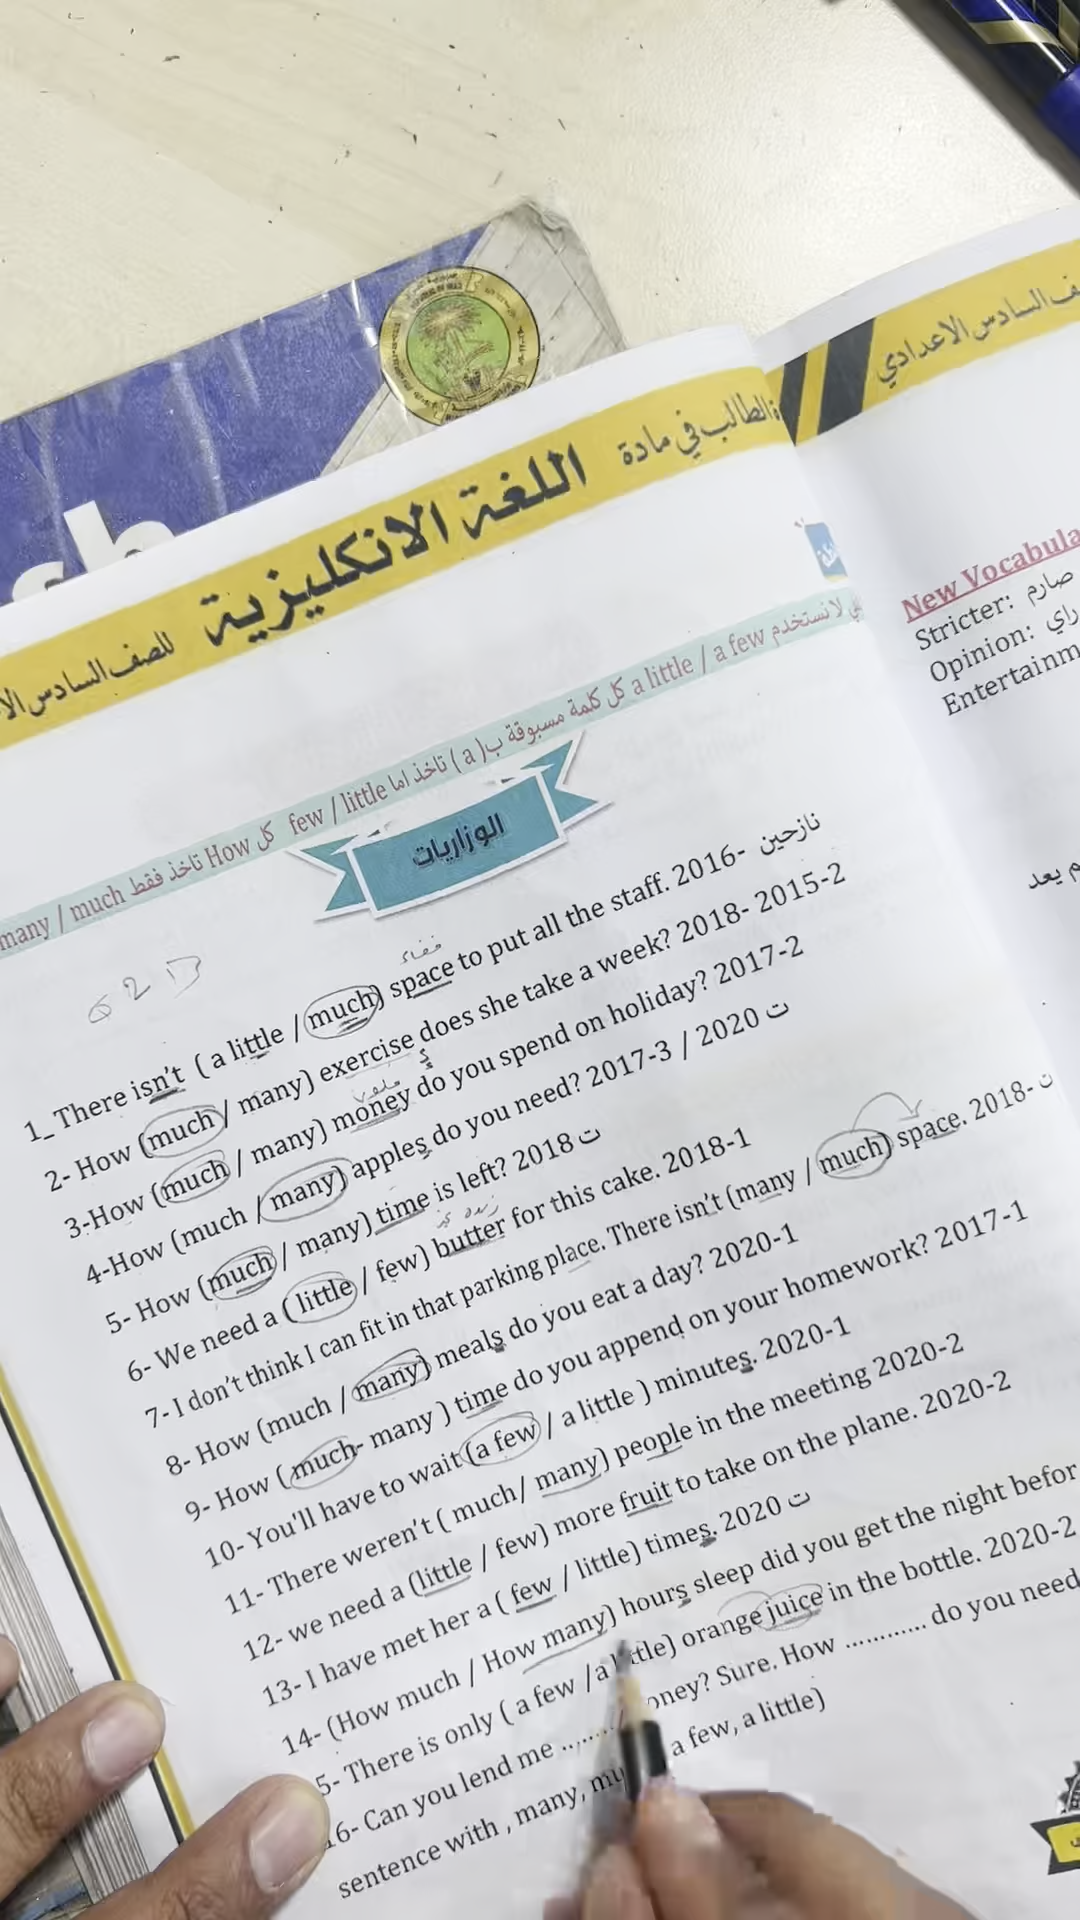 sh
الطالب في مادة اللغة الانكليزية للصف السادس
ف السادس الاعدادي
كل كلمة مسبوقة ب( a ) تاخذ اما few / little كل How تاخذ فقط many / much
لا نستخدم a little / a few
الوزاريات
فضاء
1_ There isn't ( a little / much) space to put all the staff. 2016- نازحين
2- How (much / many) exercise does she take a week? 2018- 2015-2
3-How (much / many) money do you spend on holiday? 2017-2
4-How (much / many) apples do you need? 2017-3 / 2020 ت
5- How (much / many) time is left? 2018 ت
6- We need a ( little / few) butter for this cake. 2018-1
7- I don't think I can fit in that parking place. There isn't (many / much) space. 2018- ت
8- How (much / many) meals do you eat a day? 2020-1
9- How ( much- many ) time do you append on your homework? 2017-1
10- You'll have to wait (a few / a little ) minutes. 2020-1
11- There weren't ( much/ many) people in the meeting 2020-2
12- we need a (little / few) more fruit to take on the plane. 2020-2
13- I have met her a ( few / little) times. 2020 ت
14- (How much / How many) hours sleep did you get the night befor
5- There is only ( a few /a little) orange juice in the bottle. 2020-2
16- Can you lend me ........ oney? Sure. How ............ do you need
sentence with , many, mu a few, a little)
New Vocabula
Stricter: صارم
Opinion: راي
Entertainm
م يعد